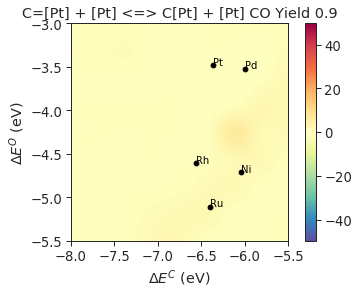 C=[Pt] + [Pt] <=> C[Pt] + [Pt] CO Yield 0.9
−3.0
−3.5
−4.0
−4.5
−5.0
−5.5
ΔE^O (eV)
Pt
Pd
Rh
Ni
Ru
−8.0 −7.5 −7.0 −6.5 −6.0 −5.5
ΔE^C (eV)
40
20
0
−20
−40